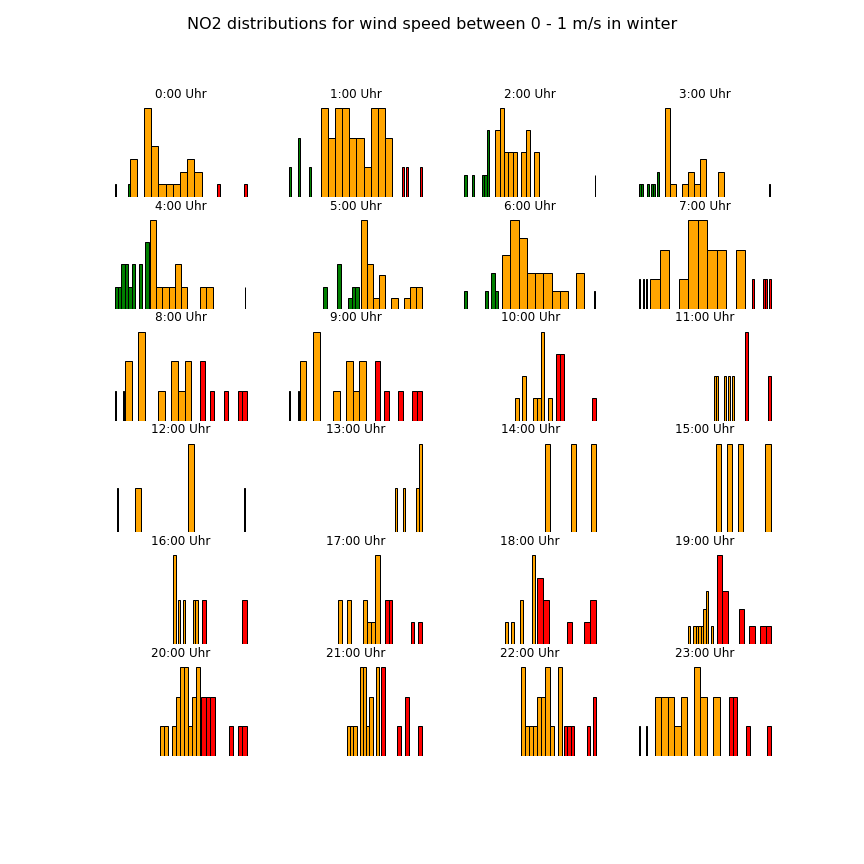 NO2 distributions for wind speed between 0 - 1 m/s in winter
0:00 Uhr
1:00 Uhr
2:00 Uhr
3:00 Uhr
4:00 Uhr
5:00 Uhr
6:00 Uhr
7:00 Uhr
8:00 Uhr
9:00 Uhr
10:00 Uhr
11:00 Uhr
12:00 Uhr
13:00 Uhr
14:00 Uhr
15:00 Uhr
16:00 Uhr
17:00 Uhr
18:00 Uhr
19:00 Uhr
20:00 Uhr
21:00 Uhr
22:00 Uhr
23:00 Uhr